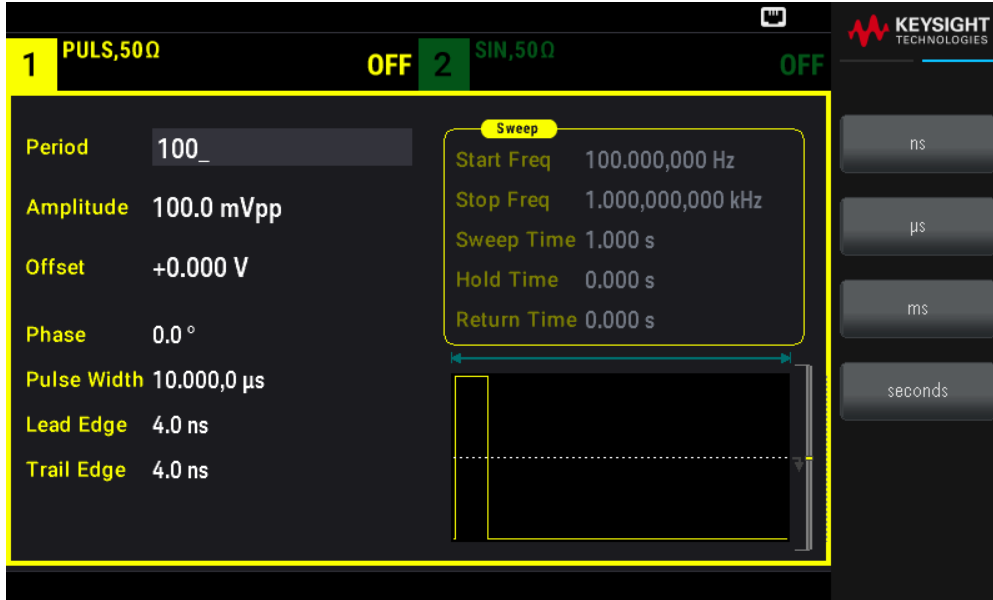 KEYSIGHT
TECHNOLOGIES
1 PULS,50Ω OFF
2 SIN,50Ω OFF
Period 100_
Amplitude 100.0 mVpp
Offset +0.000 V
Phase 0.0 °
Pulse Width 10.000,0 µs
Lead Edge 4.0 ns
Trail Edge 4.0 ns
Sweep
Start Freq 100.000,000 Hz
Stop Freq 1.000,000,000 kHz
Sweep Time 1.000 s
Hold Time 0.000 s
Return Time 0.000 s
ns
µs
ms
seconds